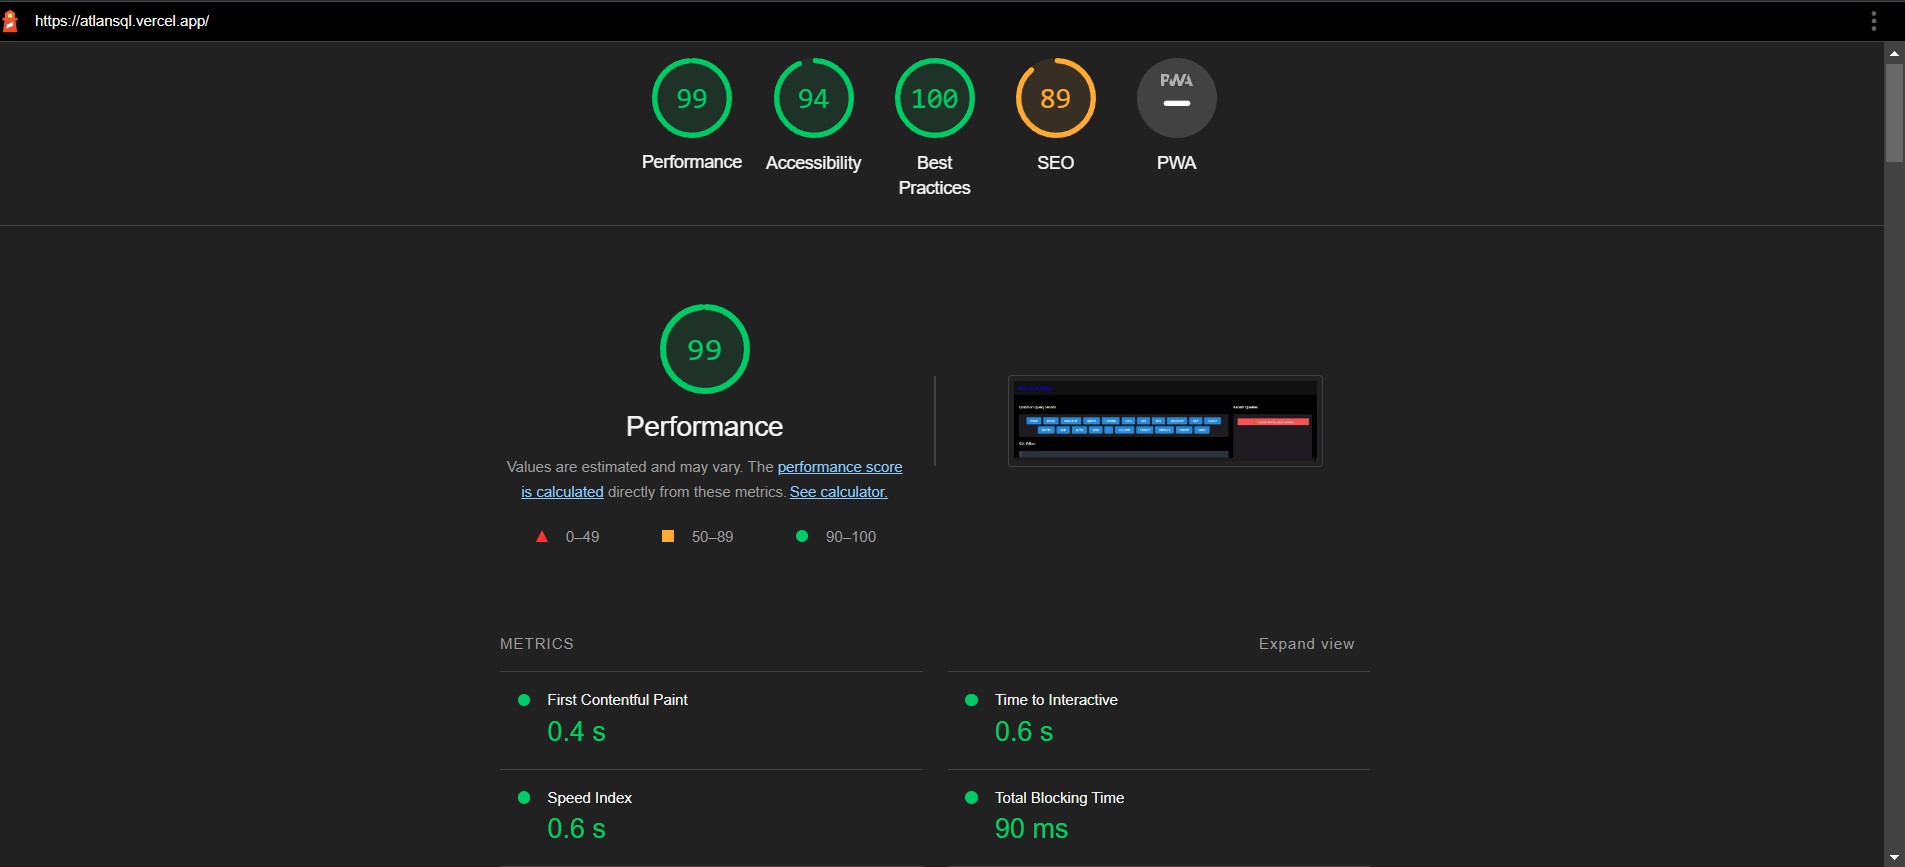 https://atlansql.vercel.app/
99
94
100
89
PWA
Performance
Accessibility
Best
Practices
SEO
PWA
99
Performance
Values are estimated and may vary. The performance score
is calculated directly from these metrics. See calculator.
0–49
50–89
90–100
METRICS
Expand view
First Contentful Paint
0.4 s
Time to Interactive
0.6 s
Speed Index
0.6 s
Total Blocking Time
90 ms